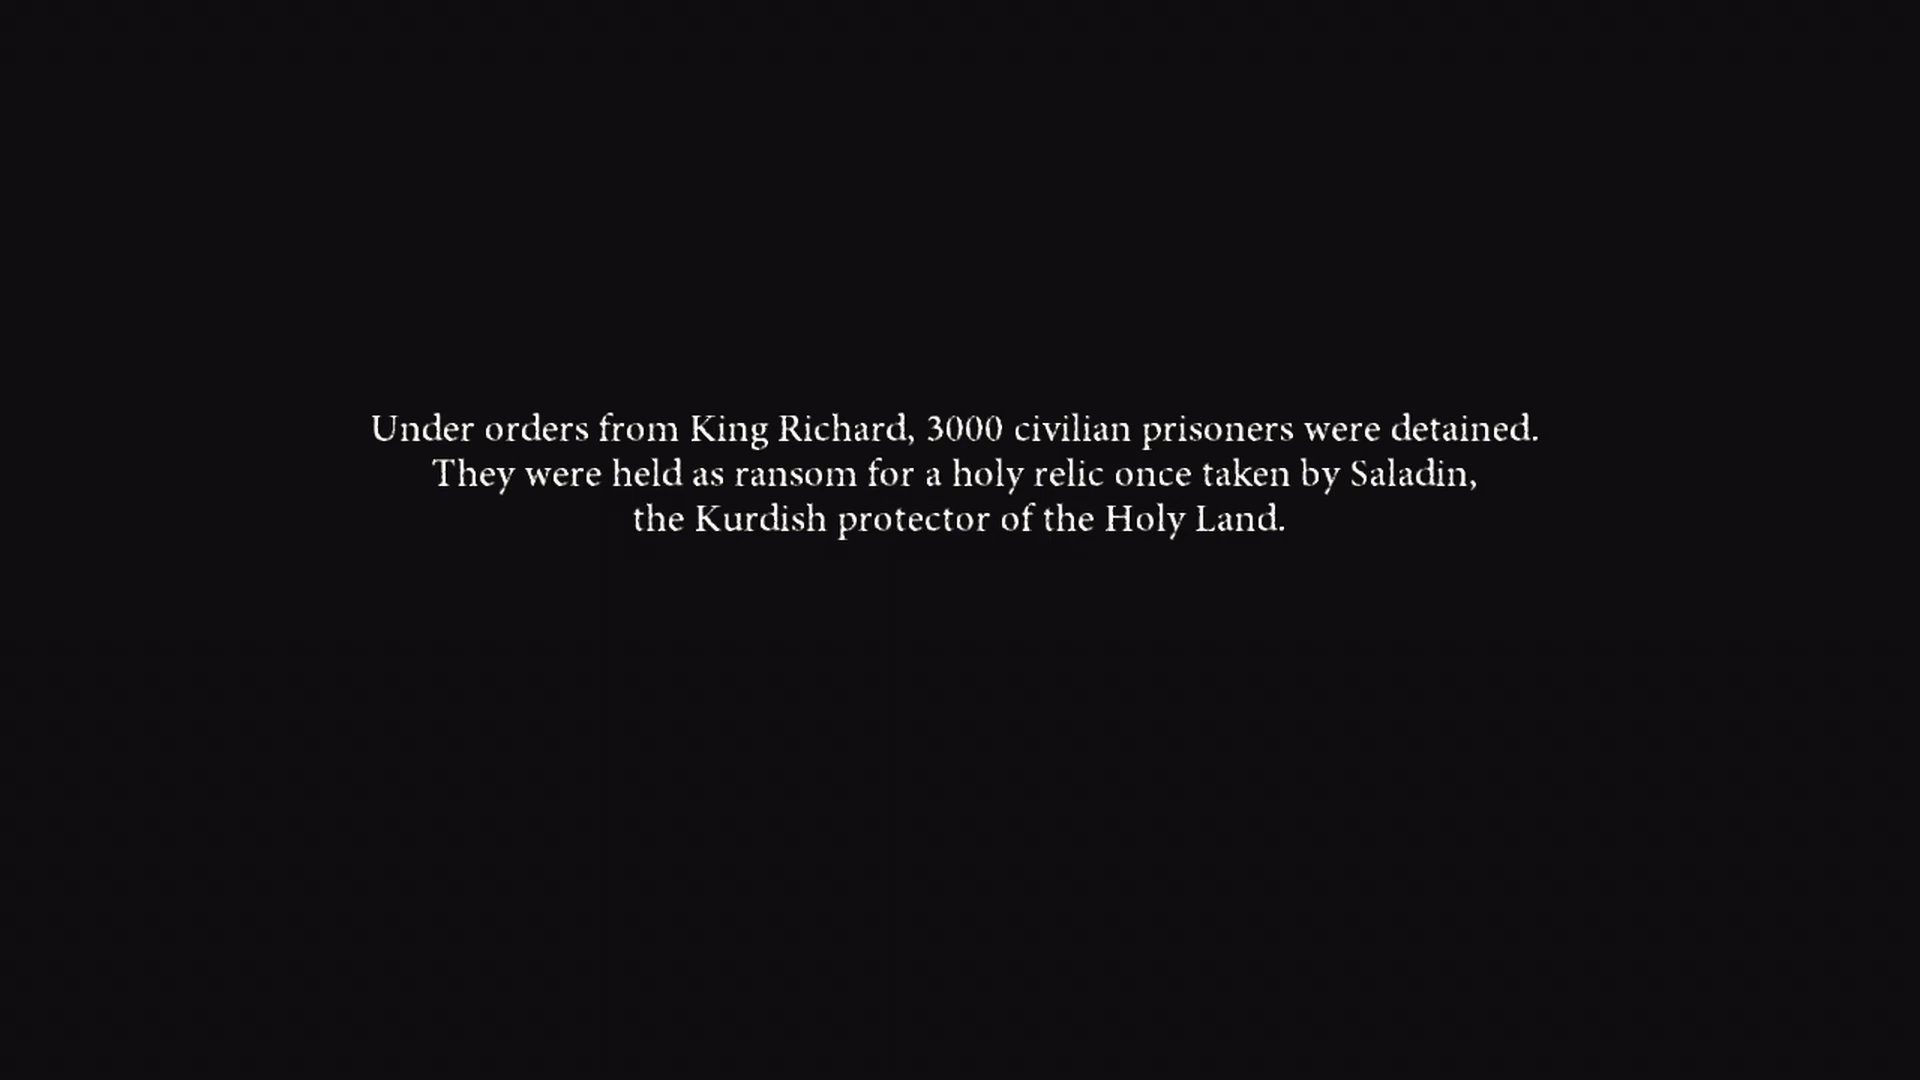 Under orders from King Richard, 3000 civilian prisoners were detained.
They were held as ransom for a holy relic once taken by Saladin,
the Kurdish protector of the Holy Land.